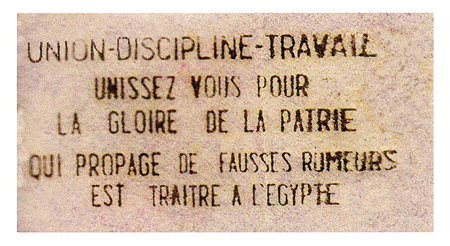 UNION-DISCIPLINE-TRAVAIL
UNISSEZ VOUS POUR
LA GLOIRE DE LA PATRIE
QUI PROPAGE DE FAUSSES RUMEURS
EST TRAITRE A L'EGYPTE